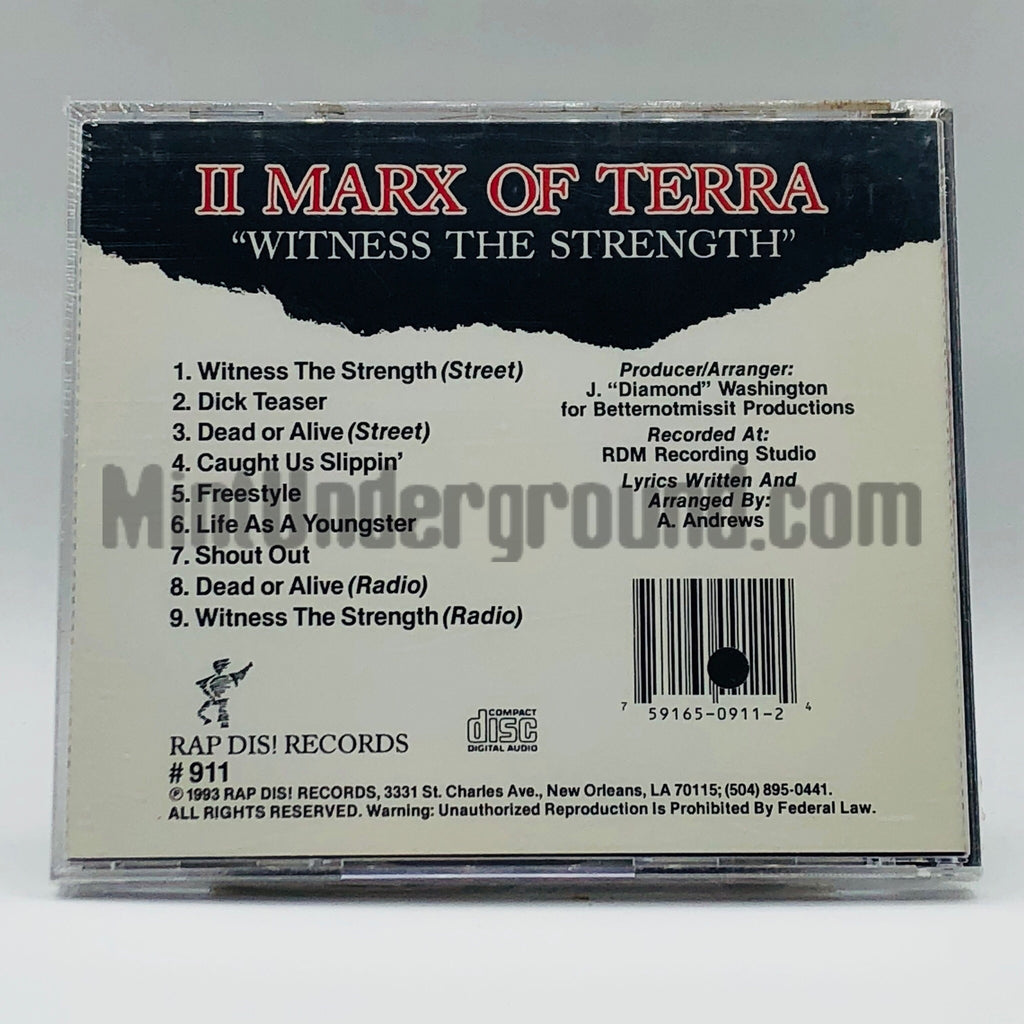 II MARX OF TERRA
“WITNESS THE STRENGTH”
1. Witness The Strength (Street)
2. Dick Teaser
3. Dead or Alive (Street)
4. Caught Us Slippin’
5. Freestyle
6. Life As A Youngster
7. Shout Out
8. Dead or Alive (Radio)
9. Witness The Strength (Radio)
Producer/Arranger:
J. “Diamond” Washington
for Betternotmissit Productions
Recorded At:
RDM Recording Studio
Lyrics Written And
Arranged By:
A. Andrews
MintUnderground.com
7 59165-0911-2 4
RAP DIS! RECORDS
# 911
COMPACT
disc
DIGITAL AUDIO
℗ 1993 RAP DIS! RECORDS, 3331 St. Charles Ave., New Orleans, LA 70115; (504) 895-0441.
ALL RIGHTS RESERVED. Warning: Unauthorized Reproduction Is Prohibited By Federal Law.